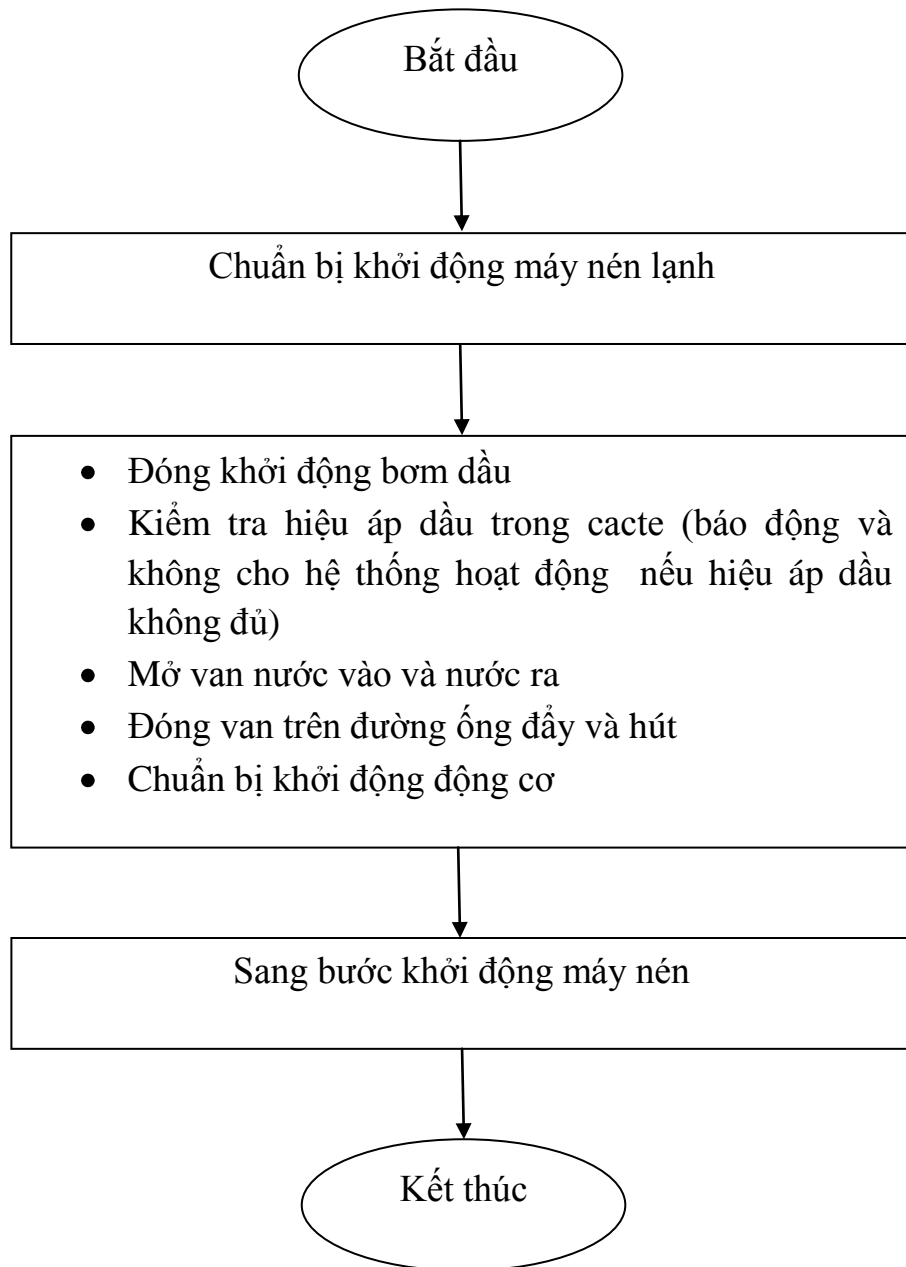 Bắt đầu
Chuẩn bị khởi động máy nén lạnh
• Đóng khởi động bơm dầu
• Kiểm tra hiệu áp dầu trong cacte (báo động và
không cho hệ thống hoạt động nếu hiệu áp dầu
không đủ)
• Mở van nước vào và nước ra
• Đóng van trên đường ống đẩy và hút
• Chuẩn bị khởi động động cơ
Sang bước khởi động máy nén
Kết thúc